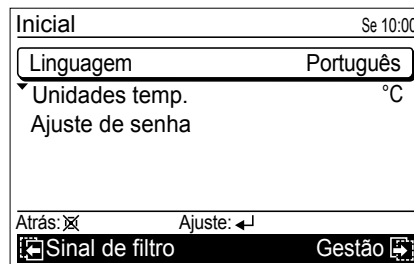 Inicial Se 10:00
Linguagem Português
Unidades temp. °C
Ajuste de senha
Atrás: Ajuste:
Sinal de filtro Gestão